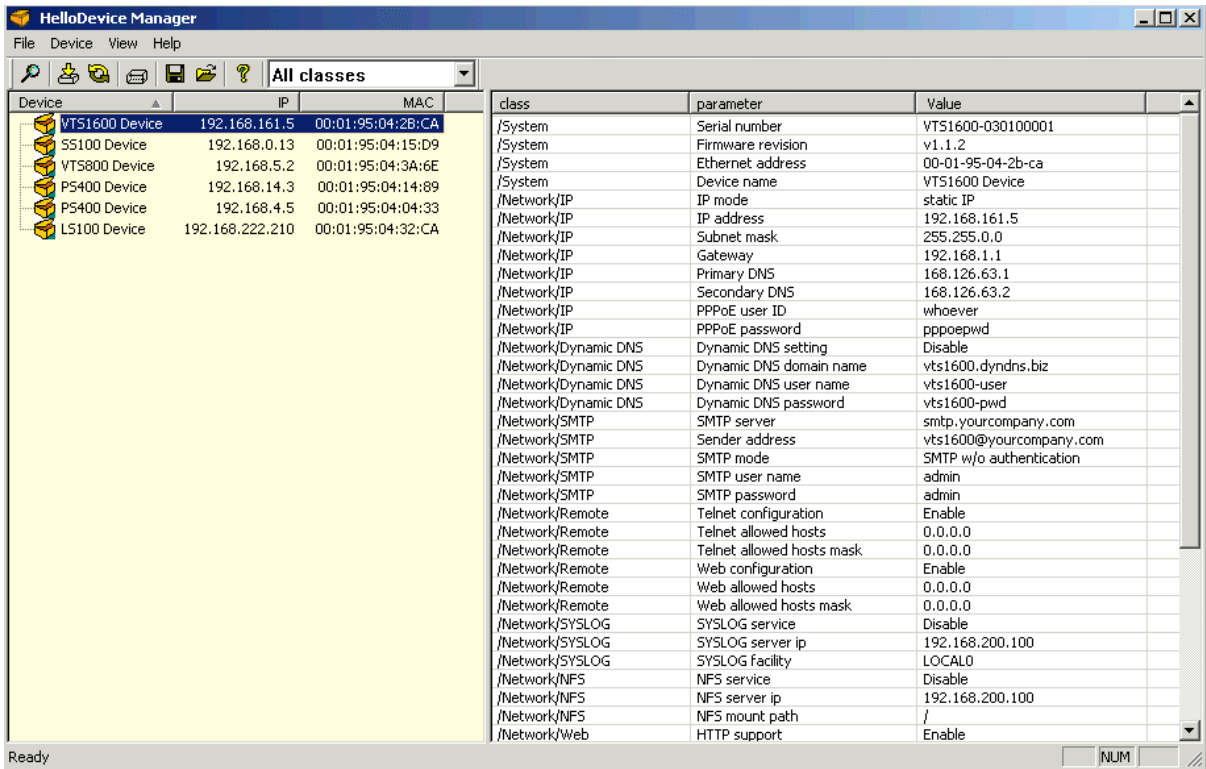 HelloDevice Manager
File Device View Help
All classes
Device IP MAC
VTS1600 Device 192.168.161.5 00:01:95:04:2B:CA
SS100 Device 192.168.0.13 00:01:95:04:15:D9
VTS800 Device 192.168.5.2 00:01:95:04:3A:6E
PS400 Device 192.168.14.3 00:01:95:04:14:89
PS400 Device 192.168.4.5 00:01:95:04:04:33
LS100 Device 192.168.222.210 00:01:95:04:32:CA
class parameter Value
/System Serial number VTS1600-030100001
/System Firmware revision v1.1.2
/System Ethernet address 00-01-95-04-2b-ca
/System Device name VTS1600 Device
/Network/IP IP mode static IP
/Network/IP IP address 192.168.161.5
/Network/IP Subnet mask 255.255.0.0
/Network/IP Gateway 192.168.1.1
/Network/IP Primary DNS 168.126.63.1
/Network/IP Secondary DNS 168.126.63.2
/Network/IP PPPoE user ID whoever
/Network/IP PPPoE password pppoepwd
/Network/Dynamic DNS Dynamic DNS setting Disable
/Network/Dynamic DNS Dynamic DNS domain name vts1600.dyndns.biz
/Network/Dynamic DNS Dynamic DNS user name vts1600-user
/Network/Dynamic DNS Dynamic DNS password vts1600-pwd
/Network/SMTP SMTP server smtp.yourcompany.com
/Network/SMTP Sender address vts1600@yourcompany.com
/Network/SMTP SMTP mode SMTP w/o authentication
/Network/SMTP SMTP user name admin
/Network/SMTP SMTP password admin
/Network/Remote Telnet configuration Enable
/Network/Remote Telnet allowed hosts 0.0.0.0
/Network/Remote Telnet allowed hosts mask 0.0.0.0
/Network/Remote Web configuration Enable
/Network/Remote Web allowed hosts 0.0.0.0
/Network/Remote Web allowed hosts mask 0.0.0.0
/Network/SYSLOG SYSLOG service Disable
/Network/SYSLOG SYSLOG server ip 192.168.200.100
/Network/SYSLOG SYSLOG facility LOCAL0
/Network/NFS NFS service Disable
/Network/NFS NFS server ip 192.168.200.100
/Network/NFS NFS mount path /
/Network/Web HTTP support Enable
Ready NUM